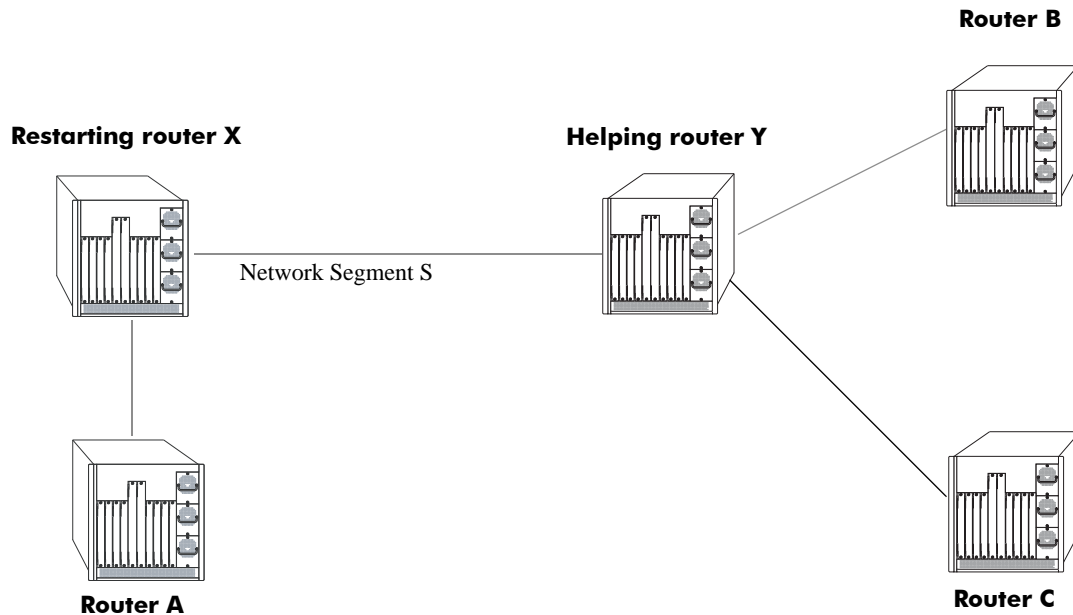 Router B
Restarting router X
Helping router Y
Network Segment S
Router A
Router C